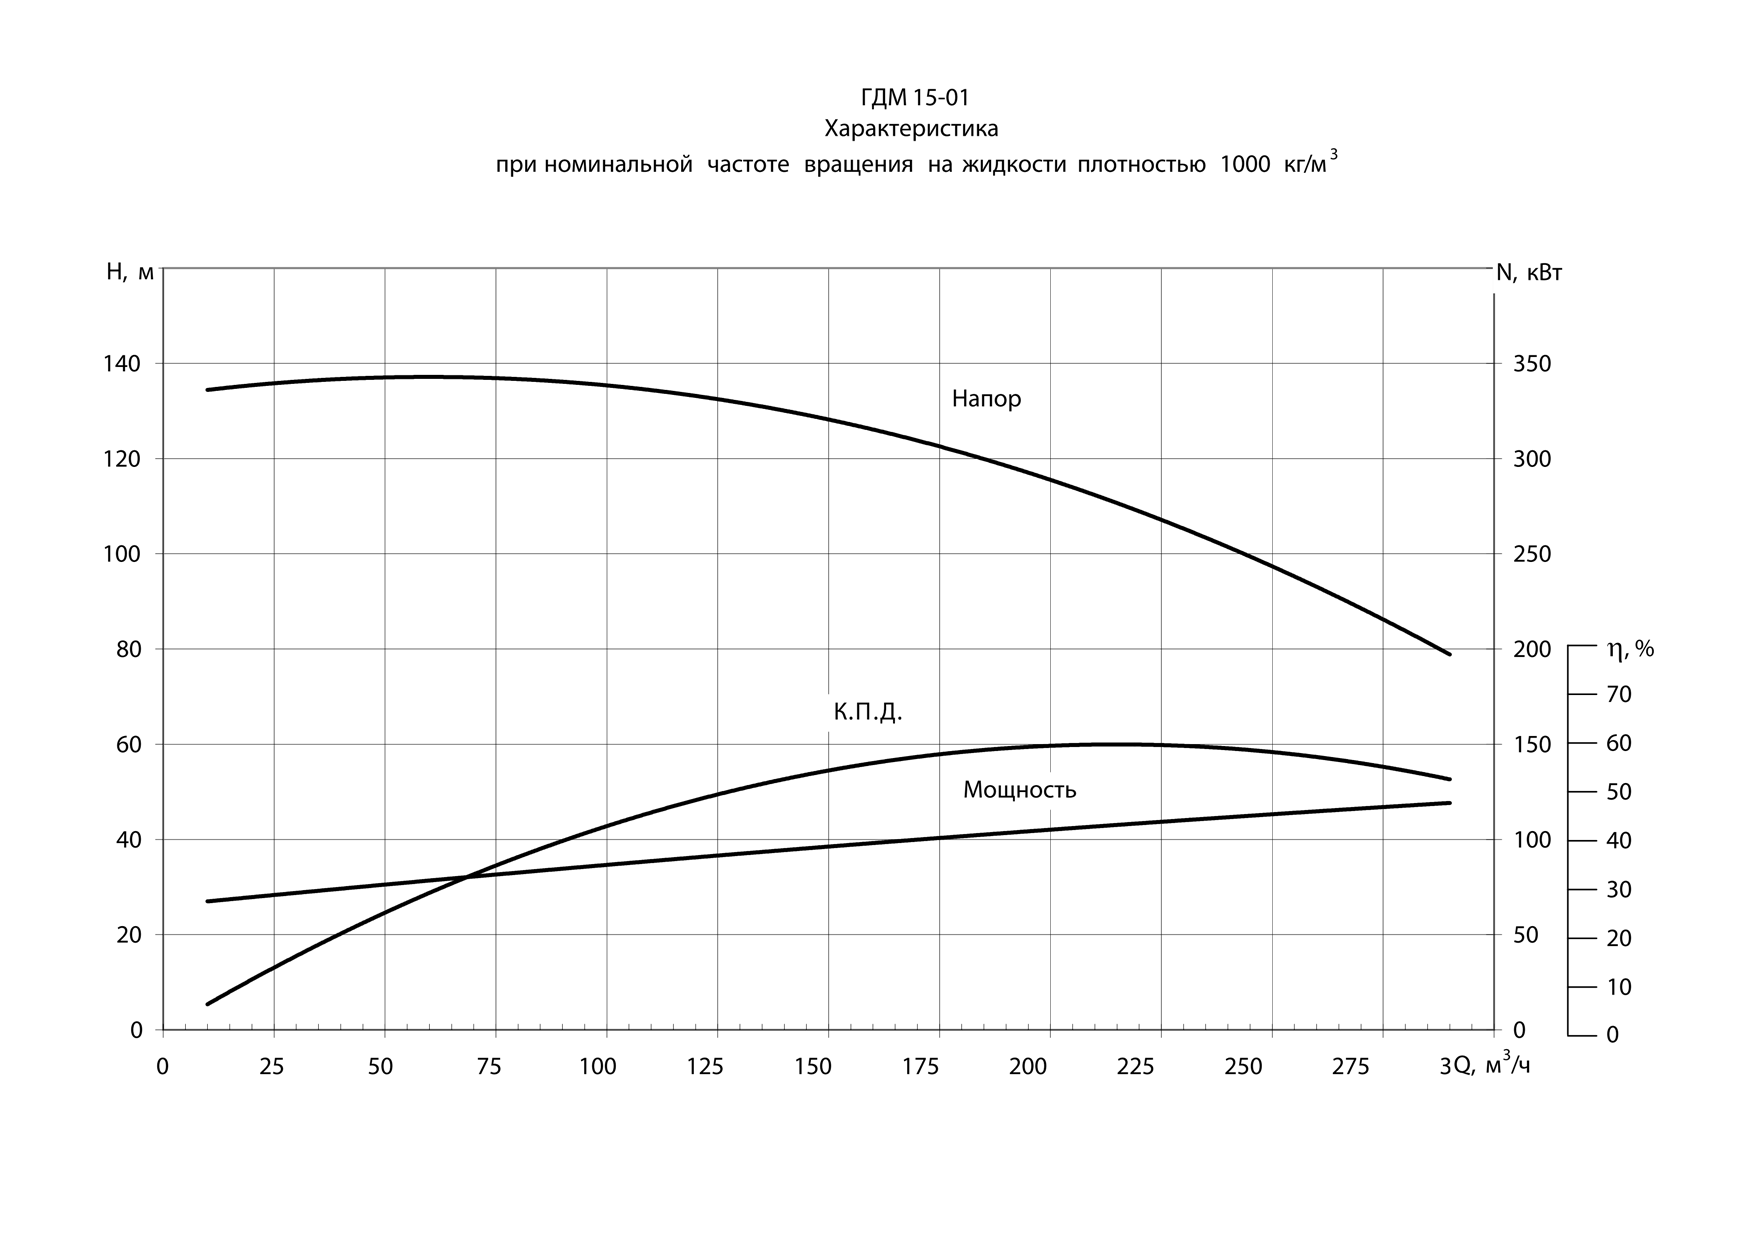 ГДМ 15-01
Характеристика
при номинальной частоте вращения на жидкости плотностью 1000 кг/м³
Н, м
N, кВт
140
350
Напор
120
300
100
250
80
200
η, %
70
К.П.Д.
60
150
60
Мощность
50
40
100
40
30
20
50
20
10
0
0
0
0 25 50 75 100 125 150 175 200 225 250 275 3Q, м³/ч